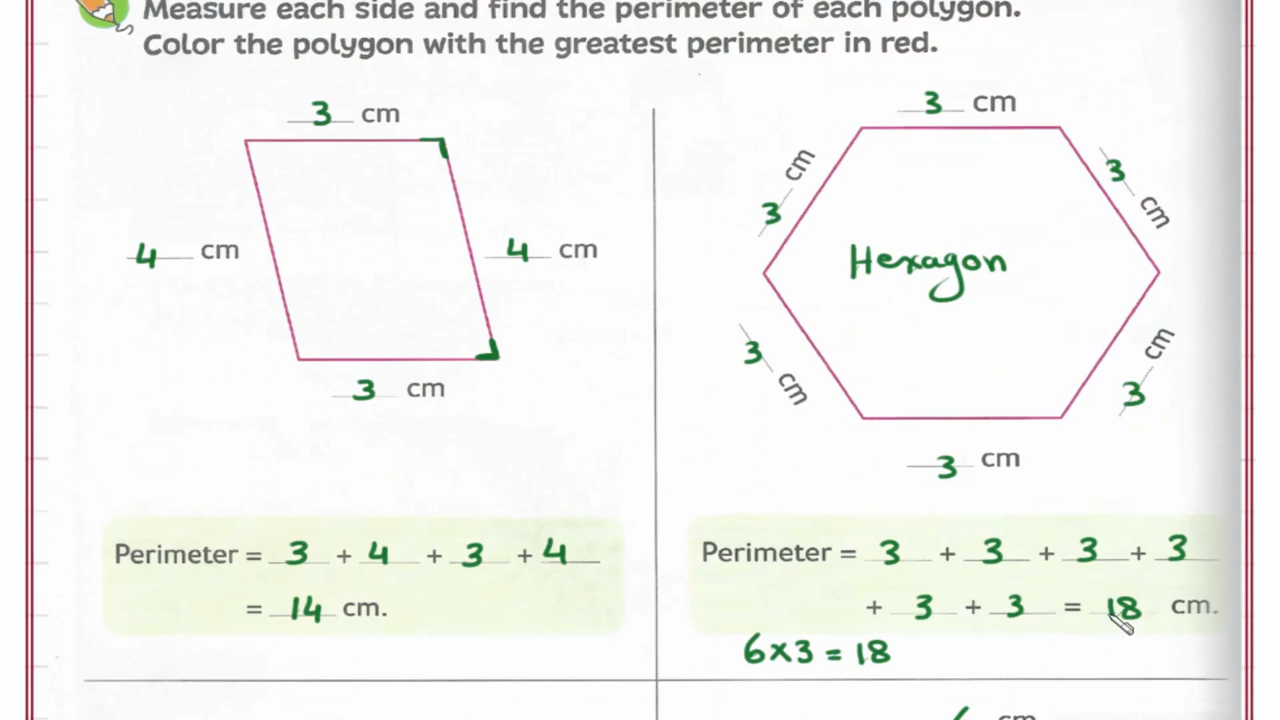 Measure each side and find the perimeter of each polygon.
Color the polygon with the greatest perimeter in red.
3 cm
4 cm
4 cm
3 cm
Perimeter = 3 + 4 + 3 + 4
= 14 cm.
3 cm
3 cm
3 cm
Hexagon
3 cm
3 cm
3 cm
Perimeter = 3 + 3 + 3 + 3
+ 3 + 3 = 18 cm.
6x3 = 18
cm